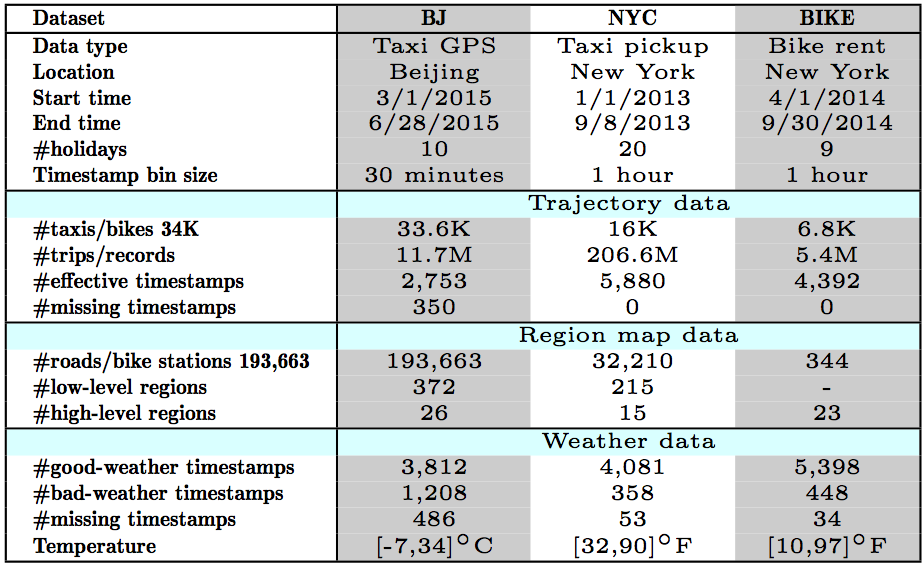 Dataset BJ NYC BIKE
Data type Taxi GPS Taxi pickup Bike rent
Location Beijing New York New York
Start time 3/1/2015 1/1/2013 4/1/2014
End time 6/28/2015 9/8/2013 9/30/2014
#holidays 10 20 9
Timestamp bin size 30 minutes 1 hour 1 hour
Trajectory data
#taxis/bikes 34K 33.6K 16K 6.8K
#trips/records 11.7M 206.6M 5.4M
#effective timestamps 2,753 5,880 4,392
#missing timestamps 350 0 0
Region map data
#roads/bike stations 193,663 193,663 32,210 344
#low-level regions 372 215 -
#high-level regions 26 15 23
Weather data
#good-weather timestamps 3,812 4,081 5,398
#bad-weather timestamps 1,208 358 448
#missing timestamps 486 53 34
Temperature [-7,34]°C [32,90]°F [10,97]°F